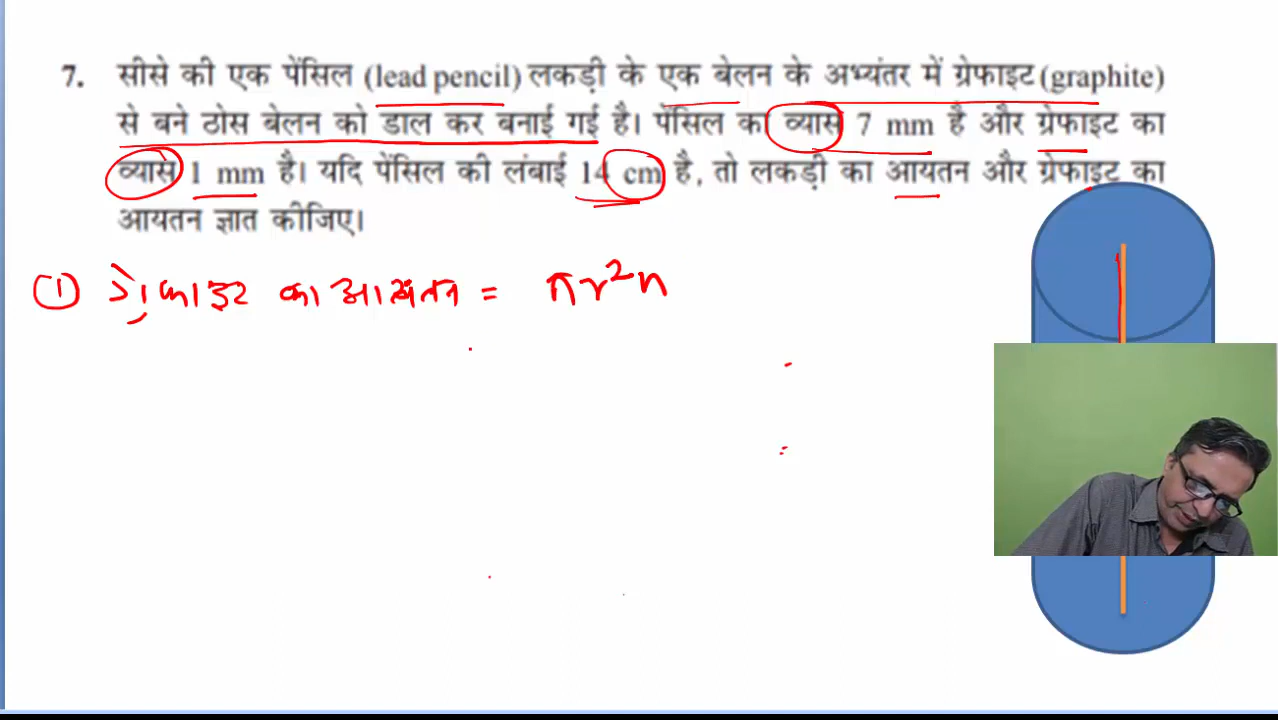 7. सीसे की एक पेंसिल (lead pencil) लकड़ी के एक बेलन के अभ्यंतर में ग्रेफाइट (graphite)
से बने ठोस बेलन को डाल कर बनाई गई है। पेंसिल का व्यास 7 mm है और ग्रेफाइट का
व्यास 1 mm है। यदि पेंसिल की लंबाई 14 cm है, तो लकड़ी का आयतन और ग्रेफाइट का
आयतन ज्ञात कीजिए।
① ग्रेफाइट का आयतन = πr²h